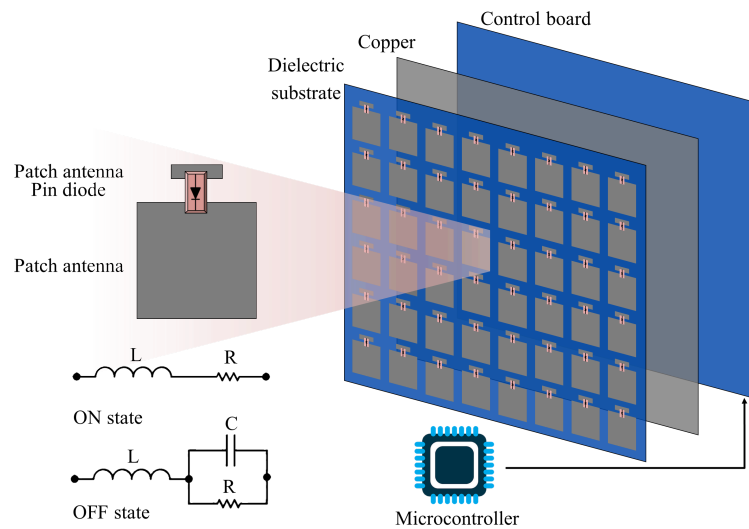 Control board
Copper
Dielectric
substrate
Patch antenna
Pin diode
Patch antenna
L
R
ON state
C
L
R
OFF state
Microcontroller